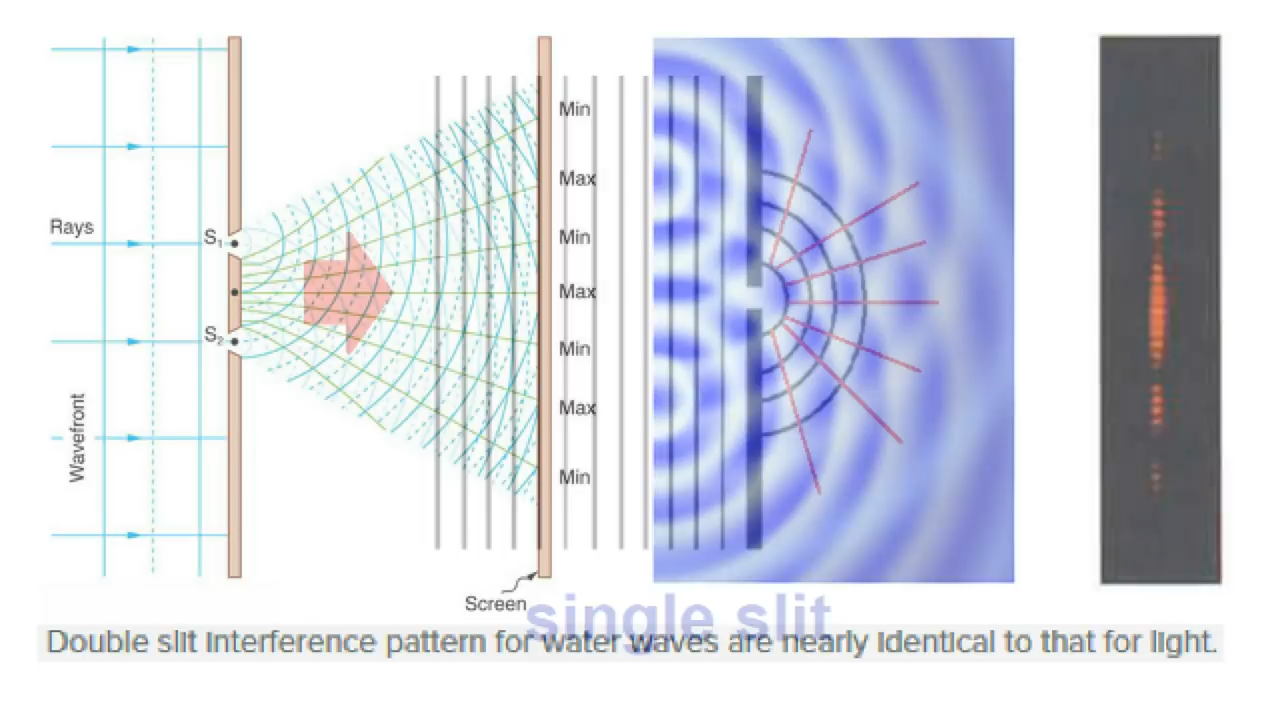 Min
Max
Min
Rays
S1
Max
Min
S2
Max
Wavefront
Min
Screen
single slit
Double slit interference pattern for water waves are nearly identical to that for light.